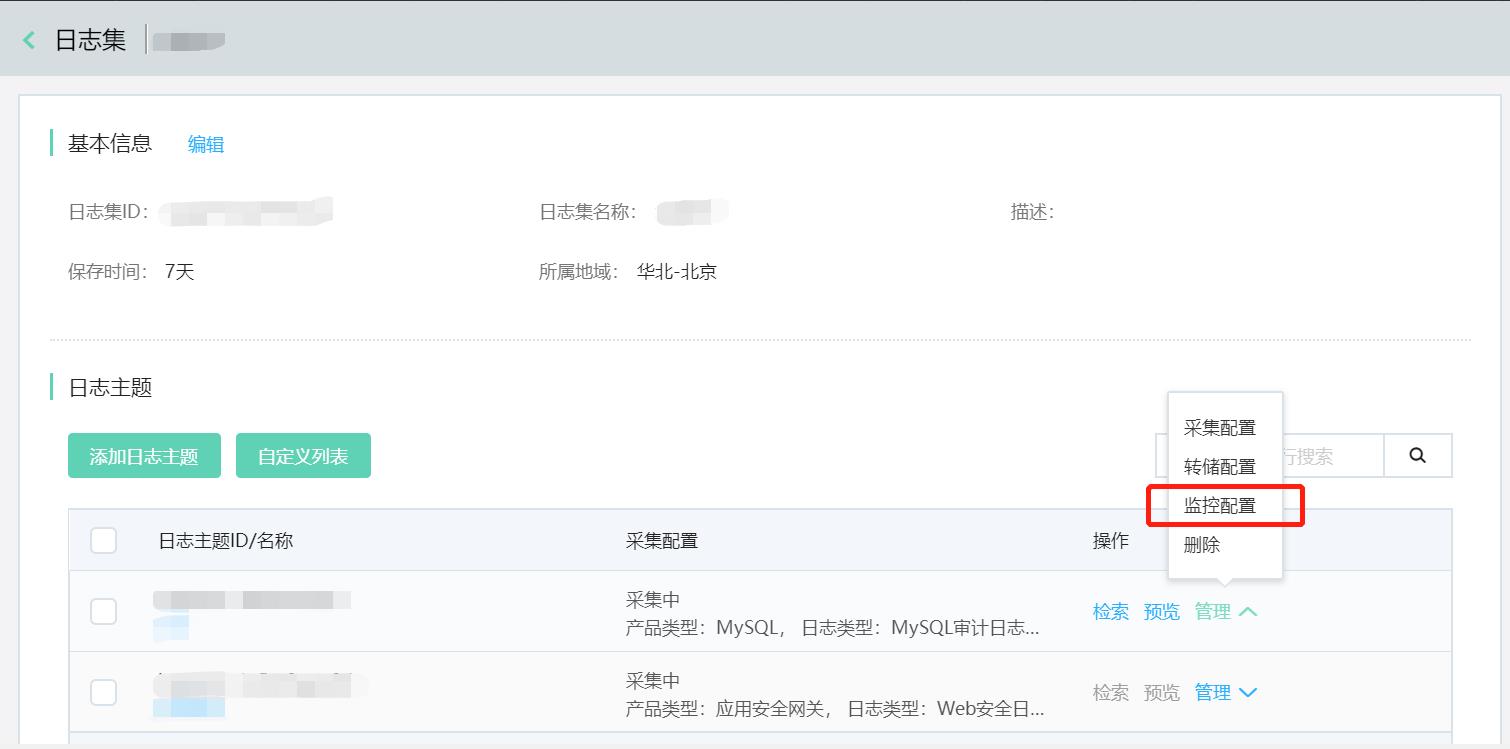 日志集
基本信息 编辑
日志集ID： 日志集名称： 描述：
保存时间： 7天 所属地域： 华北-北京
日志主题
采集配置
添加日志主题 自定义列表 行搜索
转储配置
监控配置
日志主题ID/名称 采集配置 操作 删除
采集中
检索 预览 管理
产品类型：MySQL， 日志类型：MySQL审计日志...
采集中
检索 预览 管理
产品类型：应用安全网关， 日志类型：Web安全日...